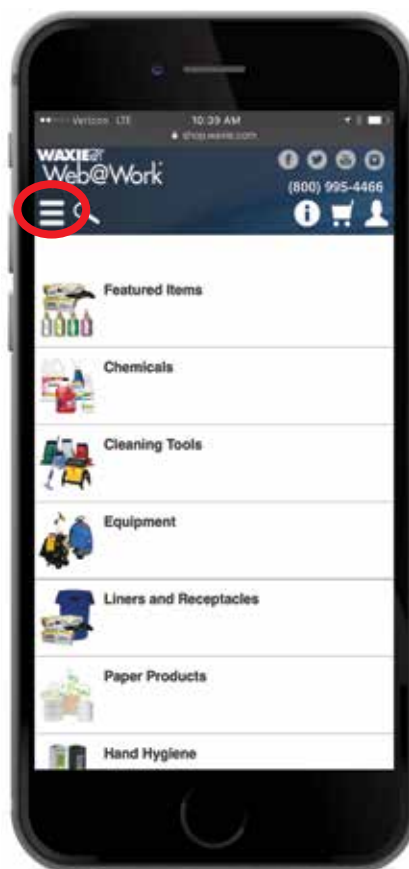 Verizon LTE 10:39 AM
shop.waxie.com
WAXIE
Web@Work
(800) 995-4466
Featured Items
Chemicals
Cleaning Tools
Equipment
Liners and Receptacles
Paper Products
Hand Hygiene